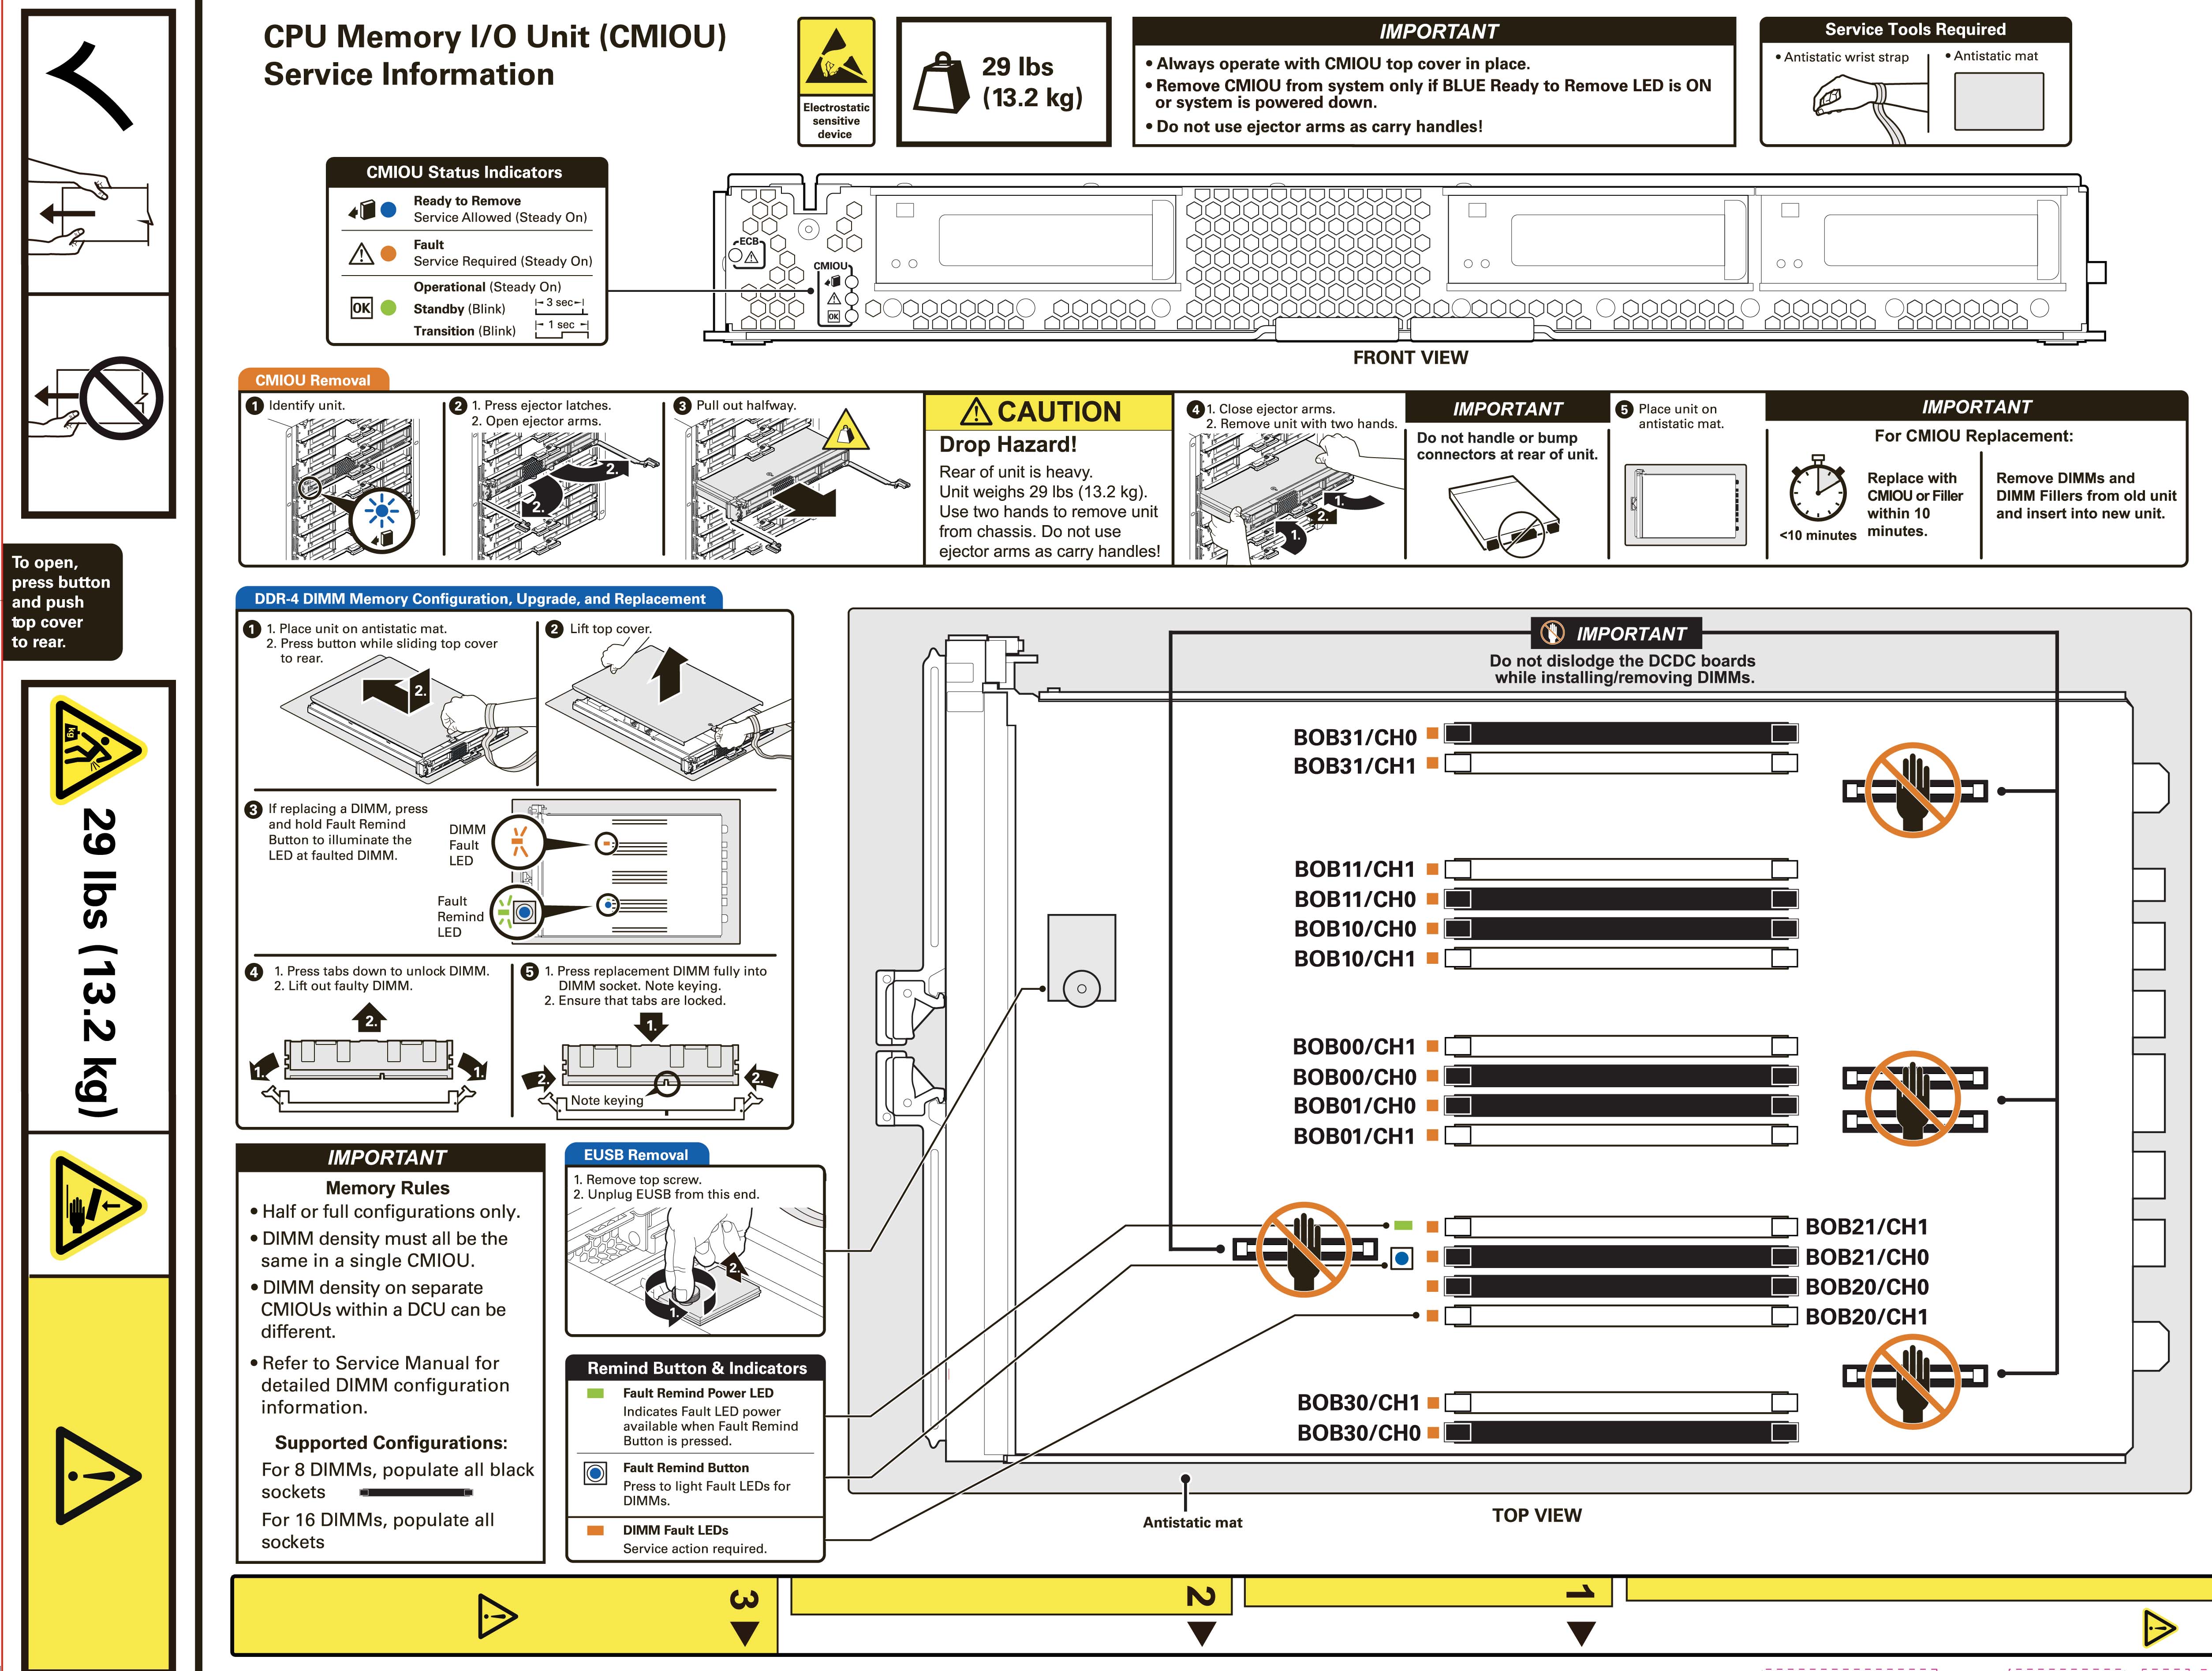 CPU Memory I/O Unit (CMIOU)
Service Information
Electrostatic
sensitive
device
29 lbs
(13.2 kg)
IMPORTANT
• Always operate with CMIOU top cover in place.
• Remove CMIOU from system only if BLUE Ready to Remove LED is ON
or system is powered down.
• Do not use ejector arms as carry handles!
Service Tools Required
• Antistatic wrist strap
• Antistatic mat
CMIOU Status Indicators
Ready to Remove
Service Allowed (Steady On)
Fault
Service Required (Steady On)
OK
Operational (Steady On)
Standby (Blink)
3 sec
Transition (Blink)
1 sec
ECB
CMIOU
OK
FRONT VIEW
CMIOU Removal
1 Identify unit.
2 1. Press ejector latches.
2. Open ejector arms.
2.
2.
3 Pull out halfway.
CAUTION
Drop Hazard!
Rear of unit is heavy.
Unit weighs 29 lbs (13.2 kg).
Use two hands to remove unit
from chassis. Do not use
ejector arms as carry handles!
4 1. Close ejector arms.
2. Remove unit with two hands.
1.
2.
1.
IMPORTANT
Do not handle or bump
connectors at rear of unit.
5 Place unit on
antistatic mat.
IMPORTANT
For CMIOU Replacement:
<10 minutes
Replace with
CMIOU or Filler
within 10
minutes.
Remove DIMMs and
DIMM Fillers from old unit
and insert into new unit.
To open,
press button
and push
top cover
to rear.
kg
29 lbs (13.2 kg)
DDR-4 DIMM Memory Configuration, Upgrade, and Replacement
1 1. Place unit on antistatic mat.
2. Press button while sliding top cover
to rear.
2.
2 Lift top cover.
3 If replacing a DIMM, press
and hold Fault Remind
Button to illuminate the
LED at faulted DIMM.
DIMM
Fault
LED
Fault
Remind
LED
4 1. Press tabs down to unlock DIMM.
2. Lift out faulty DIMM.
2.
1.
1.
5 1. Press replacement DIMM fully into
DIMM socket. Note keying.
2. Ensure that tabs are locked.
1.
2.
2.
Note keying
IMPORTANT
Memory Rules
• Half or full configurations only.
• DIMM density must all be the
same in a single CMIOU.
• DIMM density on separate
CMIOUs within a DCU can be
different.
• Refer to Service Manual for
detailed DIMM configuration
information.
Supported Configurations:
For 8 DIMMs, populate all black
sockets
For 16 DIMMs, populate all
sockets
EUSB Removal
1. Remove top screw.
2. Unplug EUSB from this end.
2.
1.
Remind Button & Indicators
Fault Remind Power LED
Indicates Fault LED power
available when Fault Remind
Button is pressed.
Fault Remind Button
Press to light Fault LEDs for
DIMMs.
DIMM Fault LEDs
Service action required.
IMPORTANT
Do not dislodge the DCDC boards
while installing/removing DIMMs.
BOB31/CH0
BOB31/CH1
BOB11/CH1
BOB11/CH0
BOB10/CH0
BOB10/CH1
BOB00/CH1
BOB00/CH0
BOB01/CH0
BOB01/CH1
BOB21/CH1
BOB21/CH0
BOB20/CH0
BOB20/CH1
BOB30/CH1
BOB30/CH0
Antistatic mat
TOP VIEW
3
2
1